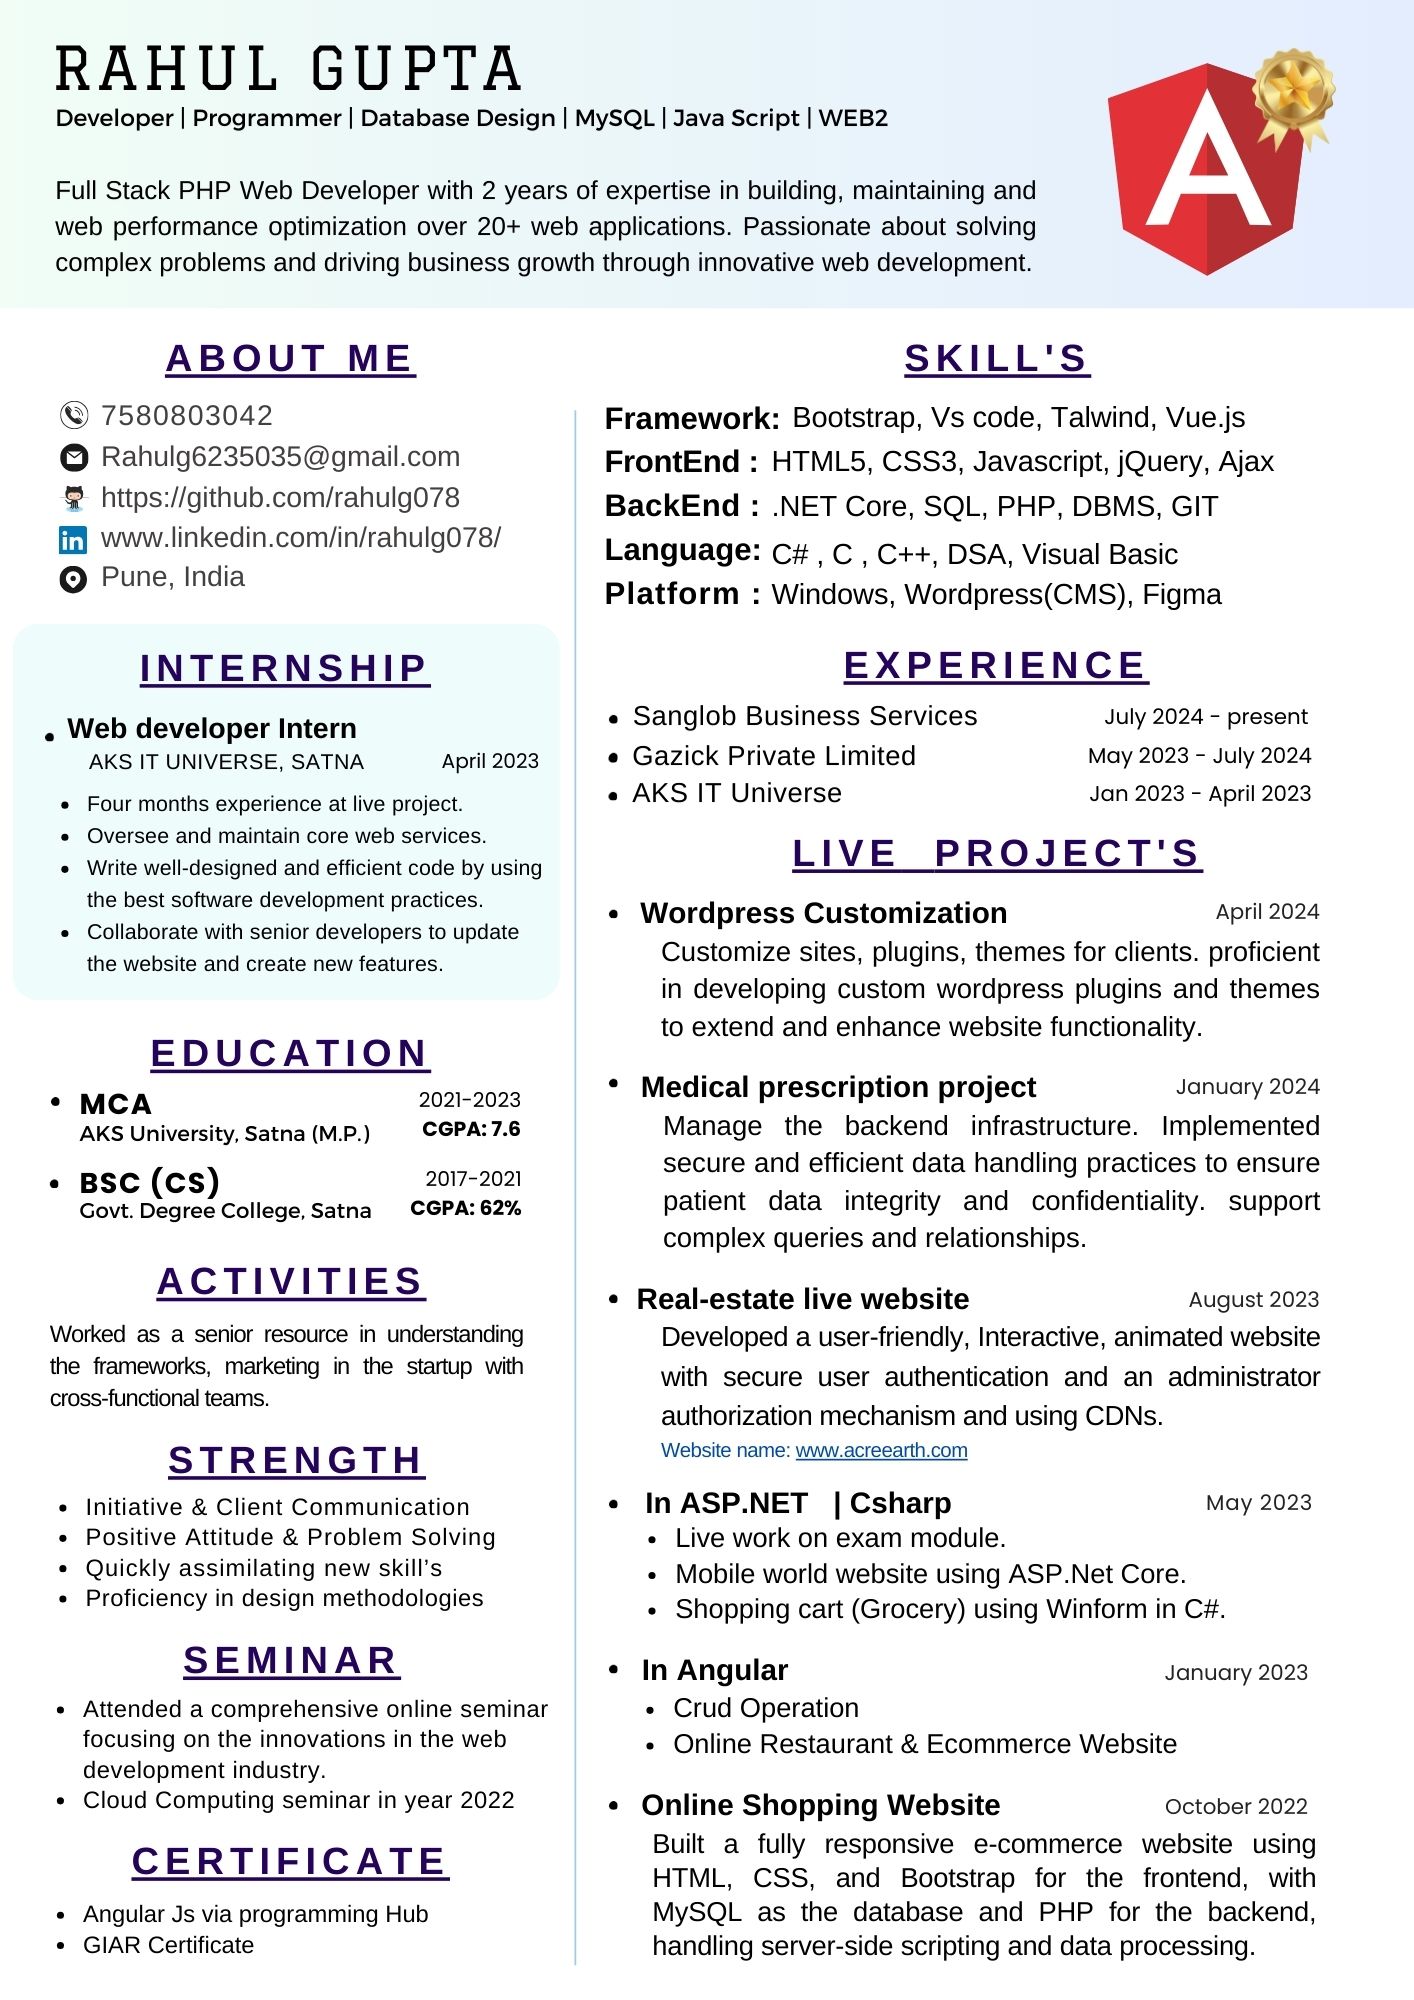 RAHUL GUPTA
Developer | Programmer | Database Design | MySQL | Java Script | WEB2
Full Stack PHP Web Developer with 2 years of expertise in building, maintaining and
web performance optimization over 20+ web applications. Passionate about solving
complex problems and driving business growth through innovative web development.
A
ABOUT ME
7580803042
Rahulg6235035@gmail.com
https://github.com/rahulg078
in www.linkedin.com/in/rahulg078/
Pune, India
INTERNSHIP
• Web developer Intern
AKS IT UNIVERSE, SATNA April 2023
• Four months experience at live project.
• Oversee and maintain core web services.
• Write well-designed and efficient code by using
the best software development practices.
• Collaborate with senior developers to update
the website and create new features.
EDUCATION
• MCA 2021-2023
AKS University, Satna (M.P.) CGPA: 7.6
• BSC (CS) 2017-2021
Govt. Degree College, Satna CGPA: 62%
ACTIVITIES
Worked as a senior resource in understanding
the frameworks, marketing in the startup with
cross-functional teams.
STRENGTH
• Initiative & Client Communication
• Positive Attitude & Problem Solving
• Quickly assimilating new skill's
• Proficiency in design methodologies
SEMINAR
• Attended a comprehensive online seminar
focusing on the innovations in the web
development industry.
• Cloud Computing seminar in year 2022
CERTIFICATE
• Angular Js via programming Hub
• GIAR Certificate
SKILL'S
Framework: Bootstrap, Vs code, Talwind, Vue.js
FrontEnd : HTML5, CSS3, Javascript, jQuery, Ajax
BackEnd : .NET Core, SQL, PHP, DBMS, GIT
Language: C# , C , C++, DSA, Visual Basic
Platform : Windows, Wordpress(CMS), Figma
EXPERIENCE
• Sanglob Business Services July 2024 - present
• Gazick Private Limited May 2023 - July 2024
• AKS IT Universe Jan 2023 - April 2023
LIVE PROJECT'S
• Wordpress Customization April 2024
Customize sites, plugins, themes for clients. proficient
in developing custom wordpress plugins and themes
to extend and enhance website functionality.
• Medical prescription project January 2024
Manage the backend infrastructure. Implemented
secure and efficient data handling practices to ensure
patient data integrity and confidentiality. support
complex queries and relationships.
• Real-estate live website August 2023
Developed a user-friendly, Interactive, animated website
with secure user authentication and an administrator
authorization mechanism and using CDNs.
Website name: www.acreearth.com
• In ASP.NET | Csharp May 2023
• Live work on exam module.
• Mobile world website using ASP.Net Core.
• Shopping cart (Grocery) using Winform in C#.
• In Angular January 2023
• Crud Operation
• Online Restaurant & Ecommerce Website
• Online Shopping Website October 2022
Built a fully responsive e-commerce website using
HTML, CSS, and Bootstrap for the frontend, with
MySQL as the database and PHP for the backend,
handling server-side scripting and data processing.